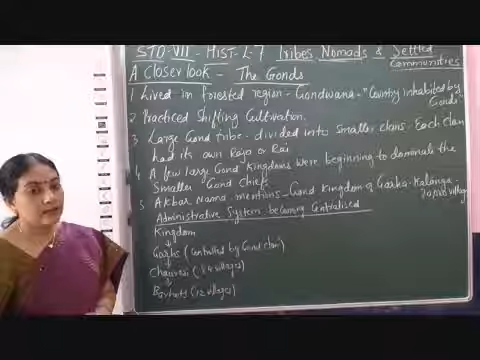 STD-VII - HIST-L-7 Tribes Nomads & Settled
Communities
A closer look - The Gonds
1 Lived in forested region - Gondwana - "Country inhabited by
Gonds"
2 Practiced Shifting Cultivation.
3 Large Gond tribe - divided into smaller clans. Each clan
had its own Raja or Rai
4 A few large Gond Kingdoms were beginning to dominate the
smaller Gond chiefs
5 Akbar Nama mentions - Gond Kingdom of Garha - Katanga -
70,000 villages
Administrative System becoming Centralised
Kingdom
Garhs (controlled by Gond clan)
Chaurasi (84 villages)
Barhots (12 villages)